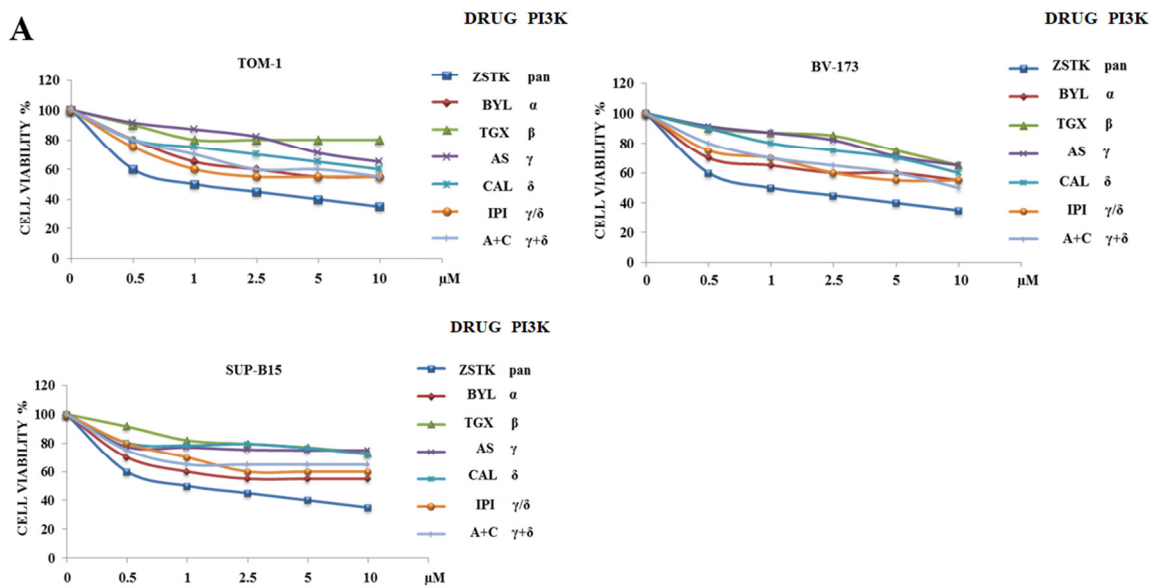 A
DRUG PI3K
TOM-1
CELL VIABILITY %
120
100
80
60
40
20
0
0 0.5 1 2.5 5 10 µM
ZSTK pan
BYL α
TGX β
AS γ
CAL δ
IPI γ/δ
A+C γ+δ
DRUG PI3K
BV-173
CELL VIABILITY %
120
100
80
60
40
20
0
0 0.5 1 2.5 5 10 µM
ZSTK pan
BYL α
TGX β
AS γ
CAL δ
IPI γ/δ
A+C γ+δ
DRUG PI3K
SUP-B15
CELL VIABILITY %
120
100
80
60
40
20
0
0 0.5 1 2.5 5 10 µM
ZSTK pan
BYL α
TGX β
AS γ
CAL δ
IPI γ/δ
A+C γ+δ